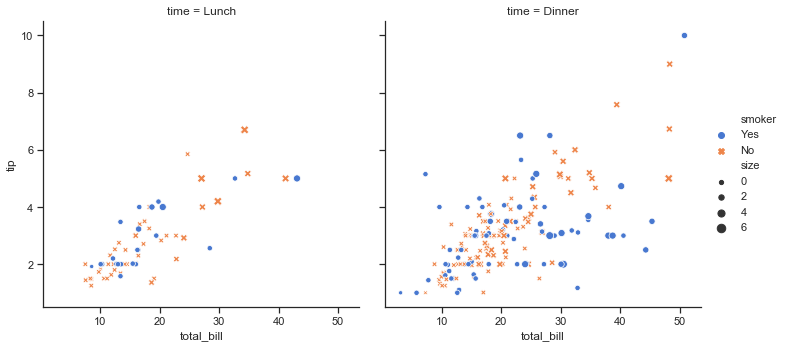 time = Lunch
time = Dinner
10
8
6
4
2
tip
10
20
30
40
50
total_bill
10
20
30
40
50
total_bill
smoker
Yes
No
size
0
2
4
6